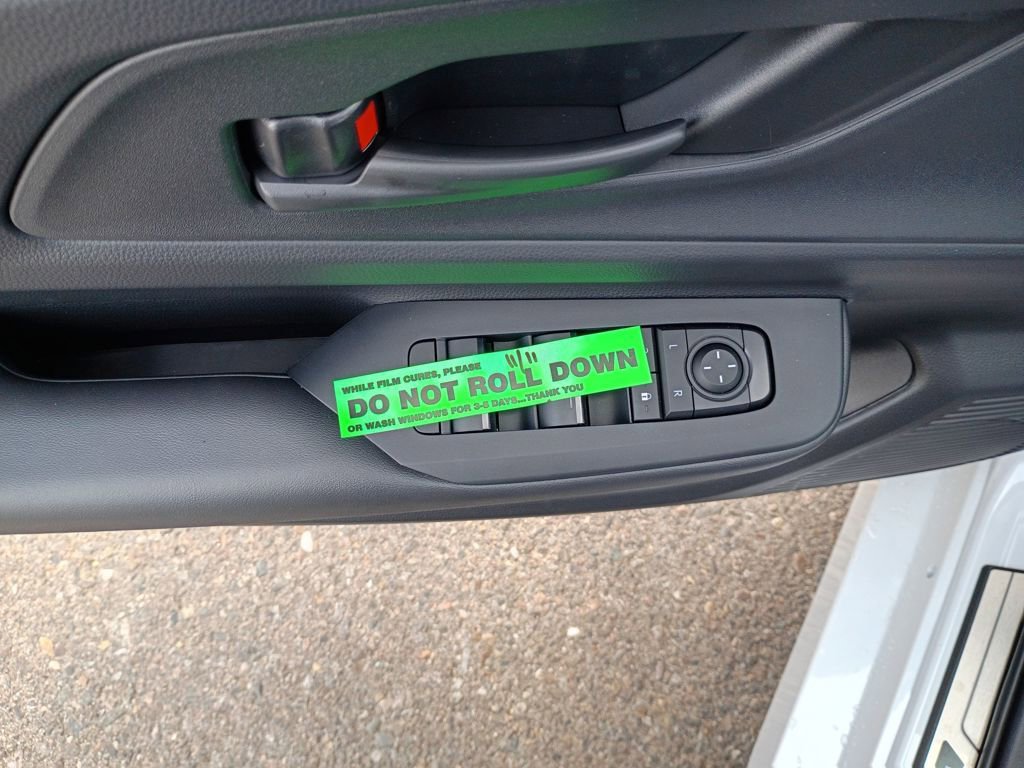 WHILE FILM CURES, PLEASE
DO NOT ROLL DOWN
OR WASH WINDOWS FOR 3-5 DAYS...THANK YOU
L
R